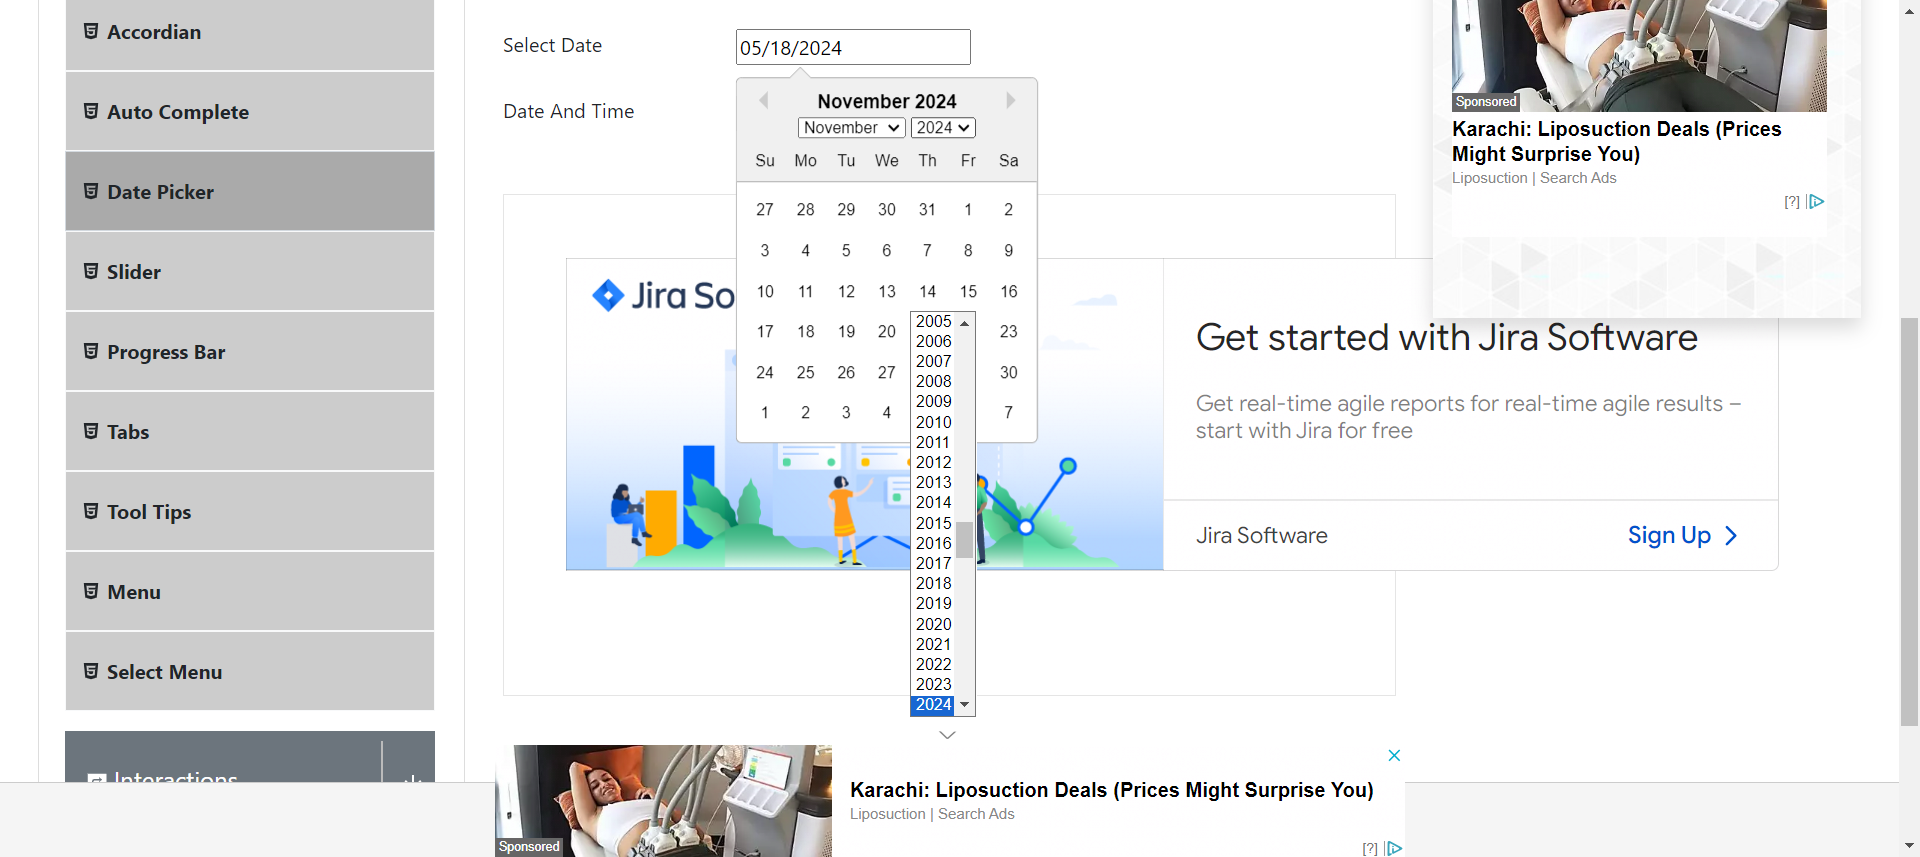 Accordian
Auto Complete
Date Picker
Slider
Progress Bar
Tabs
Tool Tips
Menu
Select Menu
Interactions
Select Date
05/18/2024
Date And Time
November 2024
November 2024
Su Mo Tu We Th Fr Sa
27 28 29 30 31 1 2
3 4 5 6 7 8 9
10 11 12 13 14 15 16
17 18 19 20 23
24 25 26 27 30
1 2 3 4 7
2005
2006
2007
2008
2009
2010
2011
2012
2013
2014
2015
2016
2017
2018
2019
2020
2021
2022
2023
2024
Jira So
Get started with Jira Software
Get real-time agile reports for real-time agile results –
start with Jira for free
Jira Software
Sign Up
Sponsored
Karachi: Liposuction Deals (Prices
Might Surprise You)
Liposuction | Search Ads
[?]
Sponsored
Karachi: Liposuction Deals (Prices Might Surprise You)
Liposuction | Search Ads
[?]